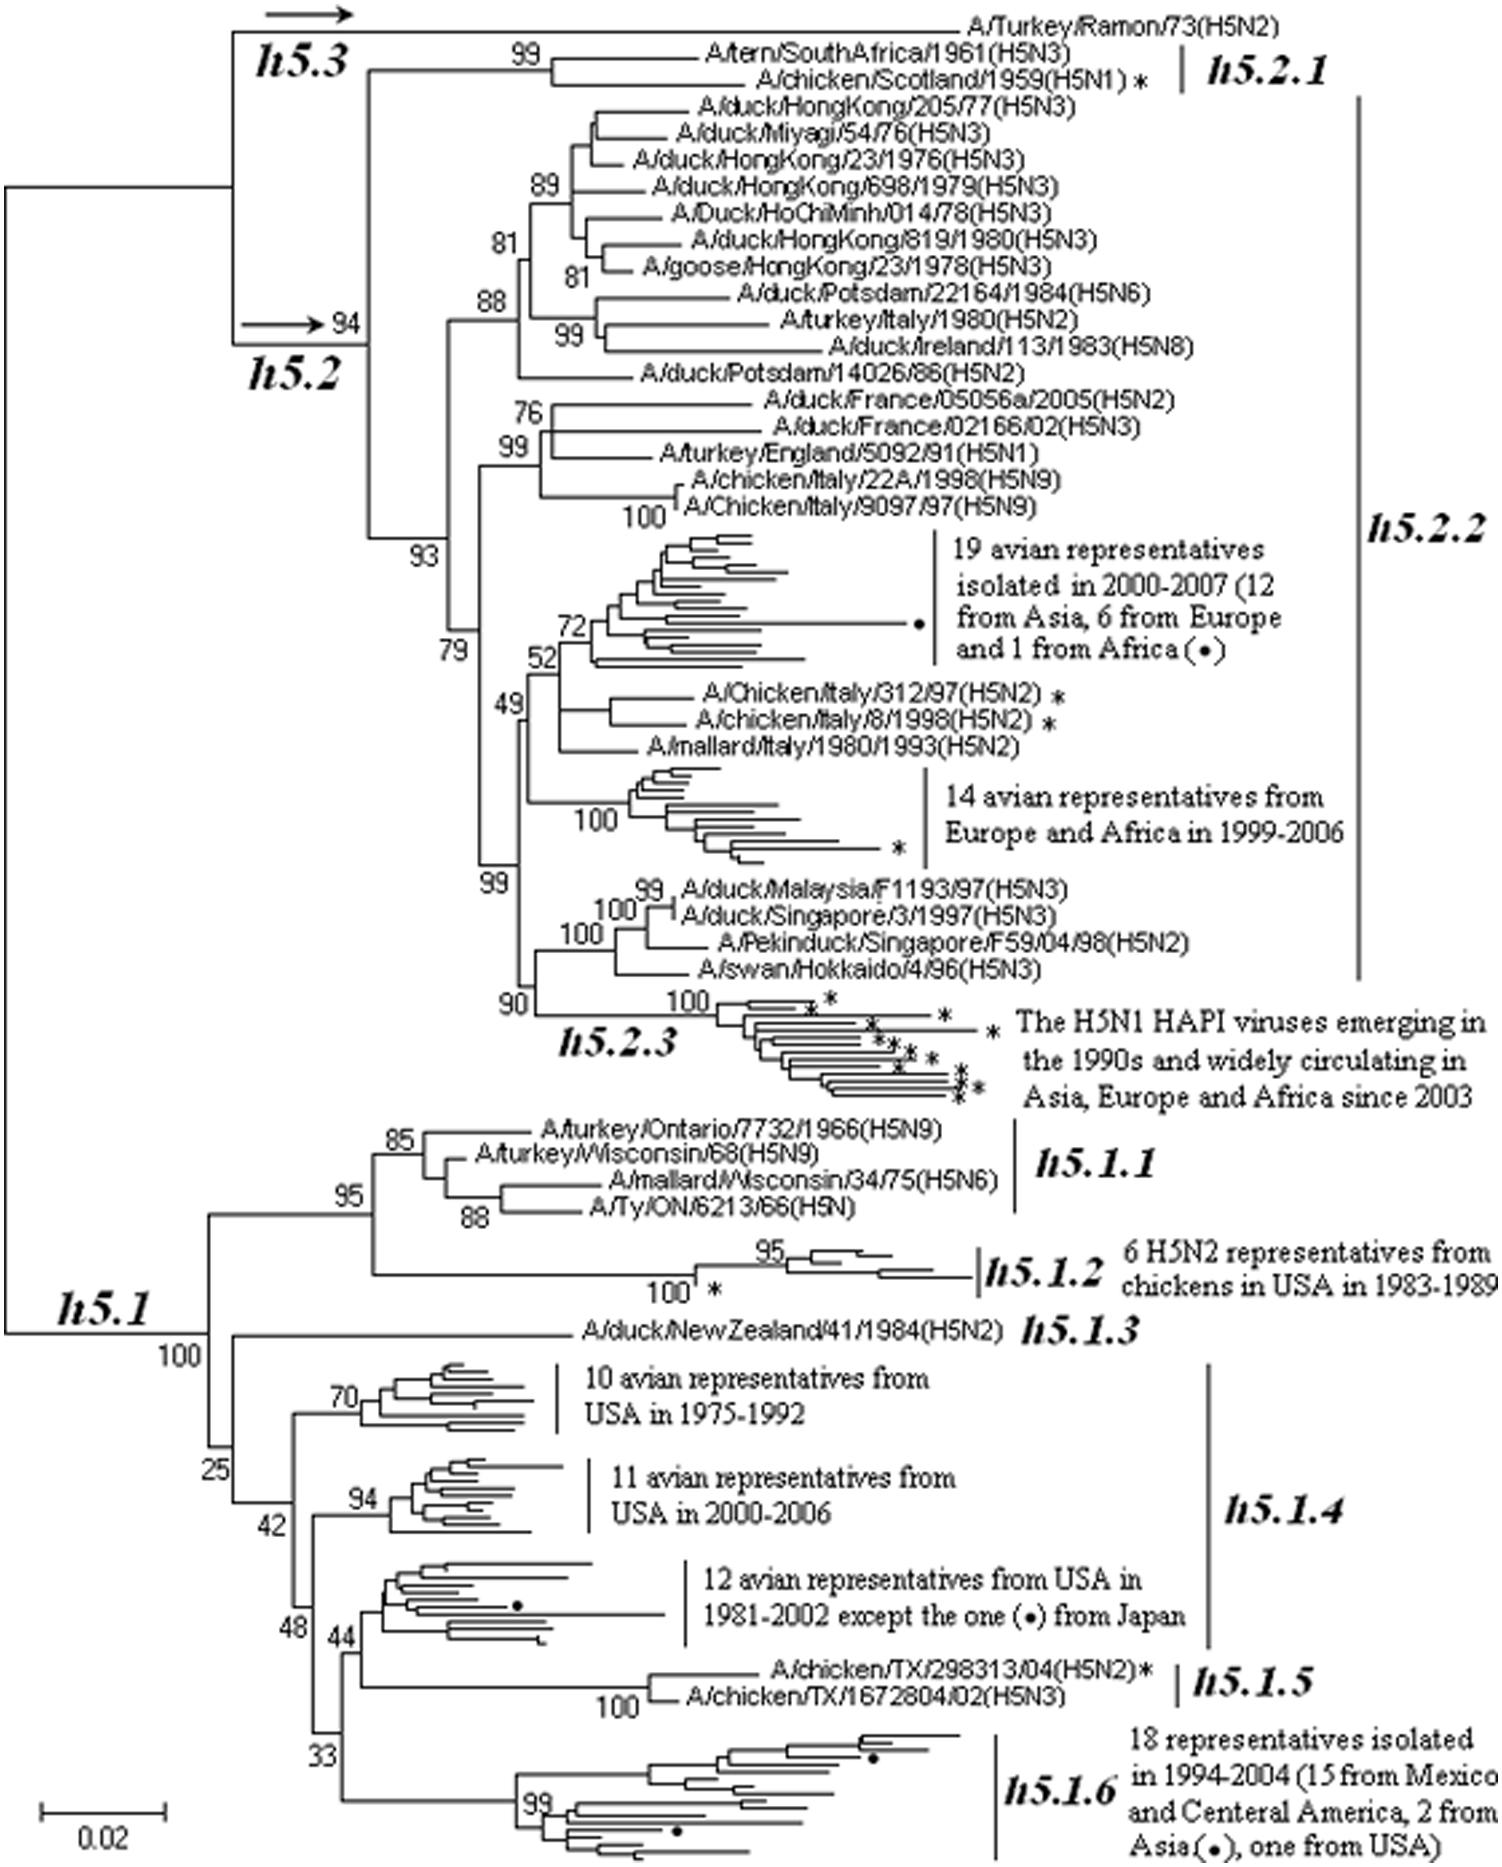 A/Turkey/Ramon/73(H5N2)
h5.3
99
A/tern/SouthAfrica/1961(H5N3)
A/chicken/Scotland/1959(H5N1) *
h5.2.1
A/duck/HongKong/205/77(H5N3)
A/duck/Miyagi/54/76(H5N3)
A/duck/HongKong/23/1976(H5N3)
89
A/duck/HongKong/698/1979(H5N3)
A/Duck/HoChiMinh/014/78(H5N3)
81
A/duck/HongKong/819/1980(H5N3)
A/goose/HongKong/23/1978(H5N3)
81
88
A/duck/Potsdam/22164/1984(H5N6)
94
A/turkey/Italy/1980(H5N2)
99
A/duck/Ireland/113/1983(H5N8)
h5.2
A/duck/Potsdam/14026/86(H5N2)
A/duck/France/05056a/2005(H5N2)
76
A/duck/France/02166/02(H5N3)
99
A/turkey/England/5092/91(H5N1)
A/chicken/Italy/22A/1998(H5N9)
A/Chicken/Italy/9097/97(H5N9)
100
h5.2.2
93
19 avian representatives
isolated in 2000-2007 (12
from Asia, 6 from Europe
and 1 from Africa (●)
72
●
79
52
49
A/Chicken/Italy/312/97(H5N2) *
A/chicken/Italy/8/1998(H5N2) *
A/mallard/Italy/1980/1993(H5N2)
14 avian representatives from
Europe and Africa in 1999-2006
100
*
99
99
A/duck/Malaysia/F1193/97(H5N3)
100
A/duck/Singapore/3/1997(H5N3)
100
A/Pekinduck/Singapore/F59/04/98(H5N2)
A/swan/Hokkaido/4/96(H5N3)
90
100
h5.2.3
* * * * * * * * * * * * * *
The H5N1 HAPI viruses emerging in
the 1990s and widely circulating in
Asia, Europe and Africa since 2003
85
A/turkey/Ontario/7732/1966(H5N9)
A/turkey/Wisconsin/68(H5N9)
h5.1.1
A/mallard/Wisconsin/34/75(H5N6)
95
A/Ty/ON/6213/66(H5N)
88
95
100 *
h5.1.2
6 H5N2 representatives from
chickens in USA in 1983-1989
h5.1
A/duck/NewZealand/41/1984(H5N2) h5.1.3
100
70
10 avian representatives from
USA in 1975-1992
25
94
11 avian representatives from
USA in 2000-2006
h5.1.4
42
12 avian representatives from USA in
1981-2002 except the one (●) from Japan
●
48
44
A/chicken/TX/298313/04(H5N2)*
A/chicken/TX/1672804/02(H5N3)
h5.1.5
100
33
●
99
●
h5.1.6
18 representatives isolated
in 1994-2004 (15 from Mexico
and Centeral America, 2 from
Asia(●), one from USA)
0.02